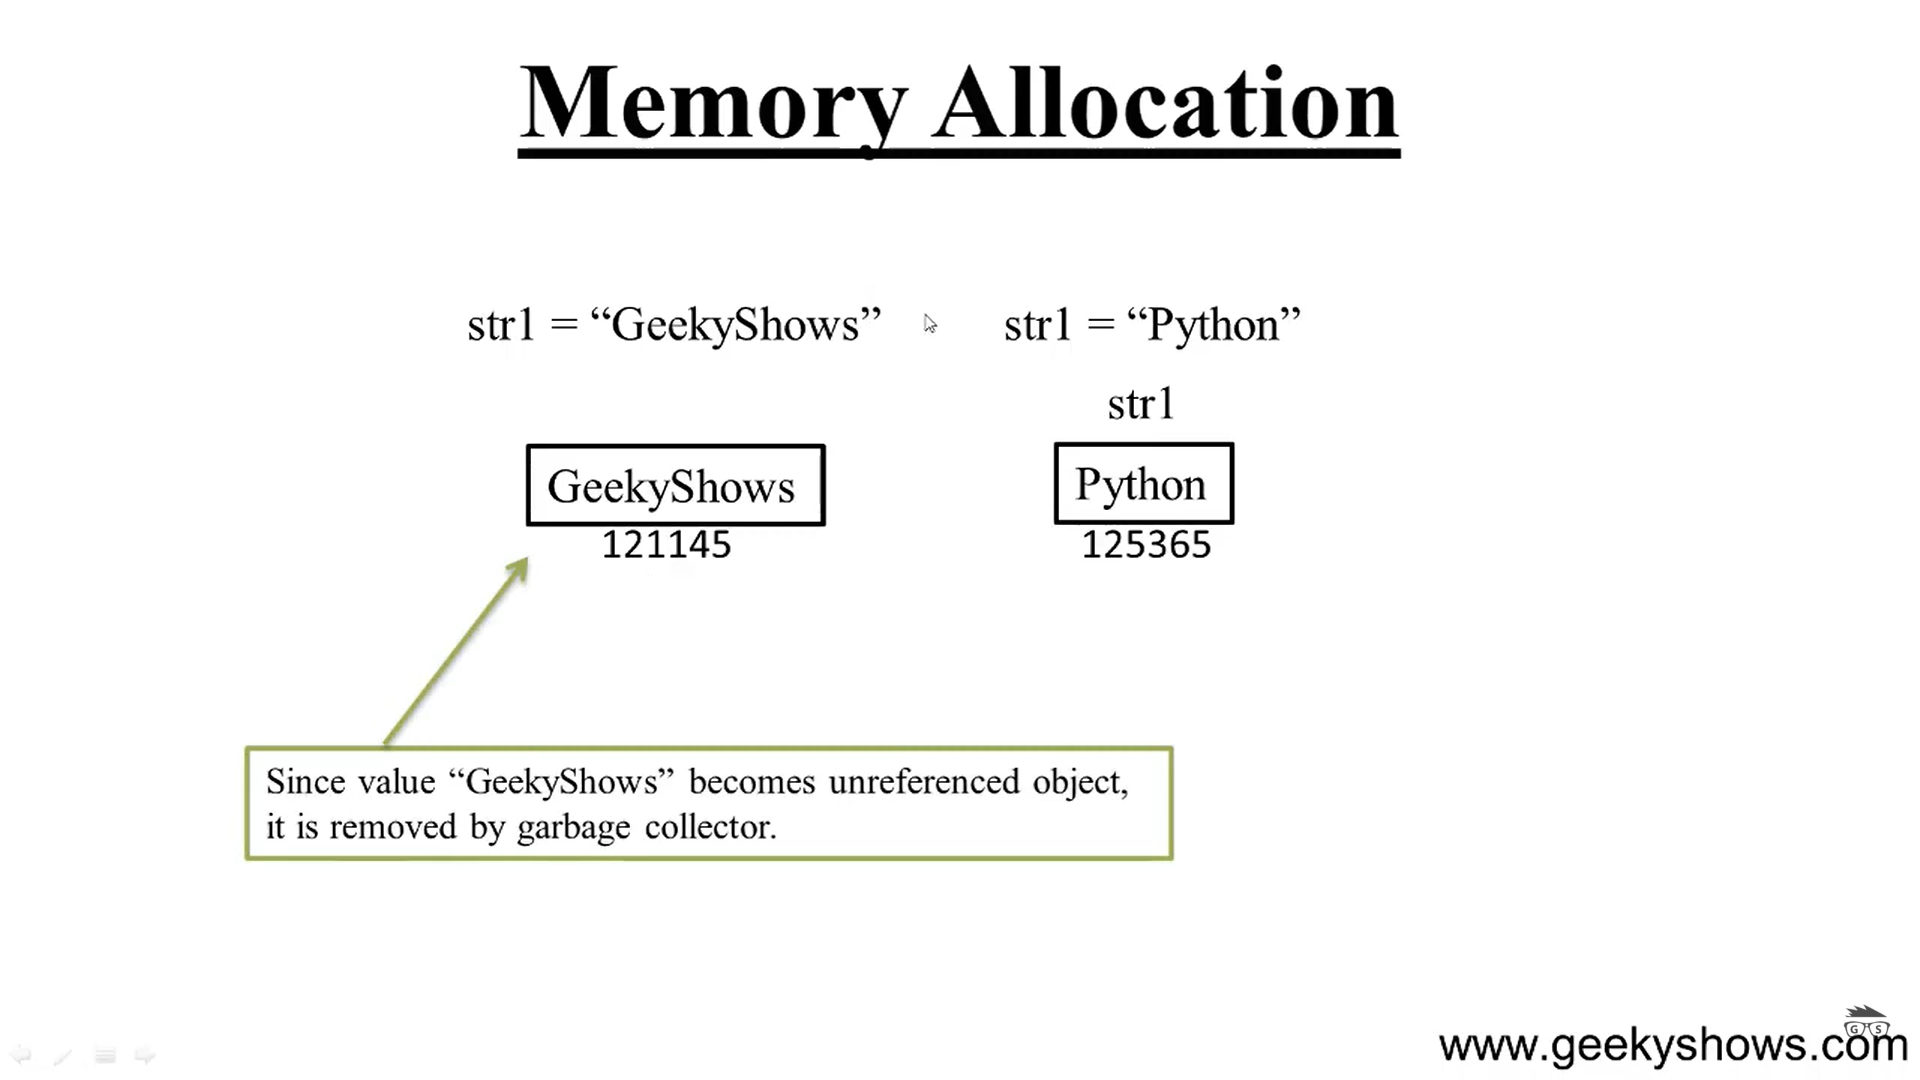 Memory Allocation
str1 = “GeekyShows”
str1 = “Python”
str1
GeekyShows
Python
121145
125365
Since value “GeekyShows” becomes unreferenced object,
it is removed by garbage collector.
G S
www.geekyshows.com